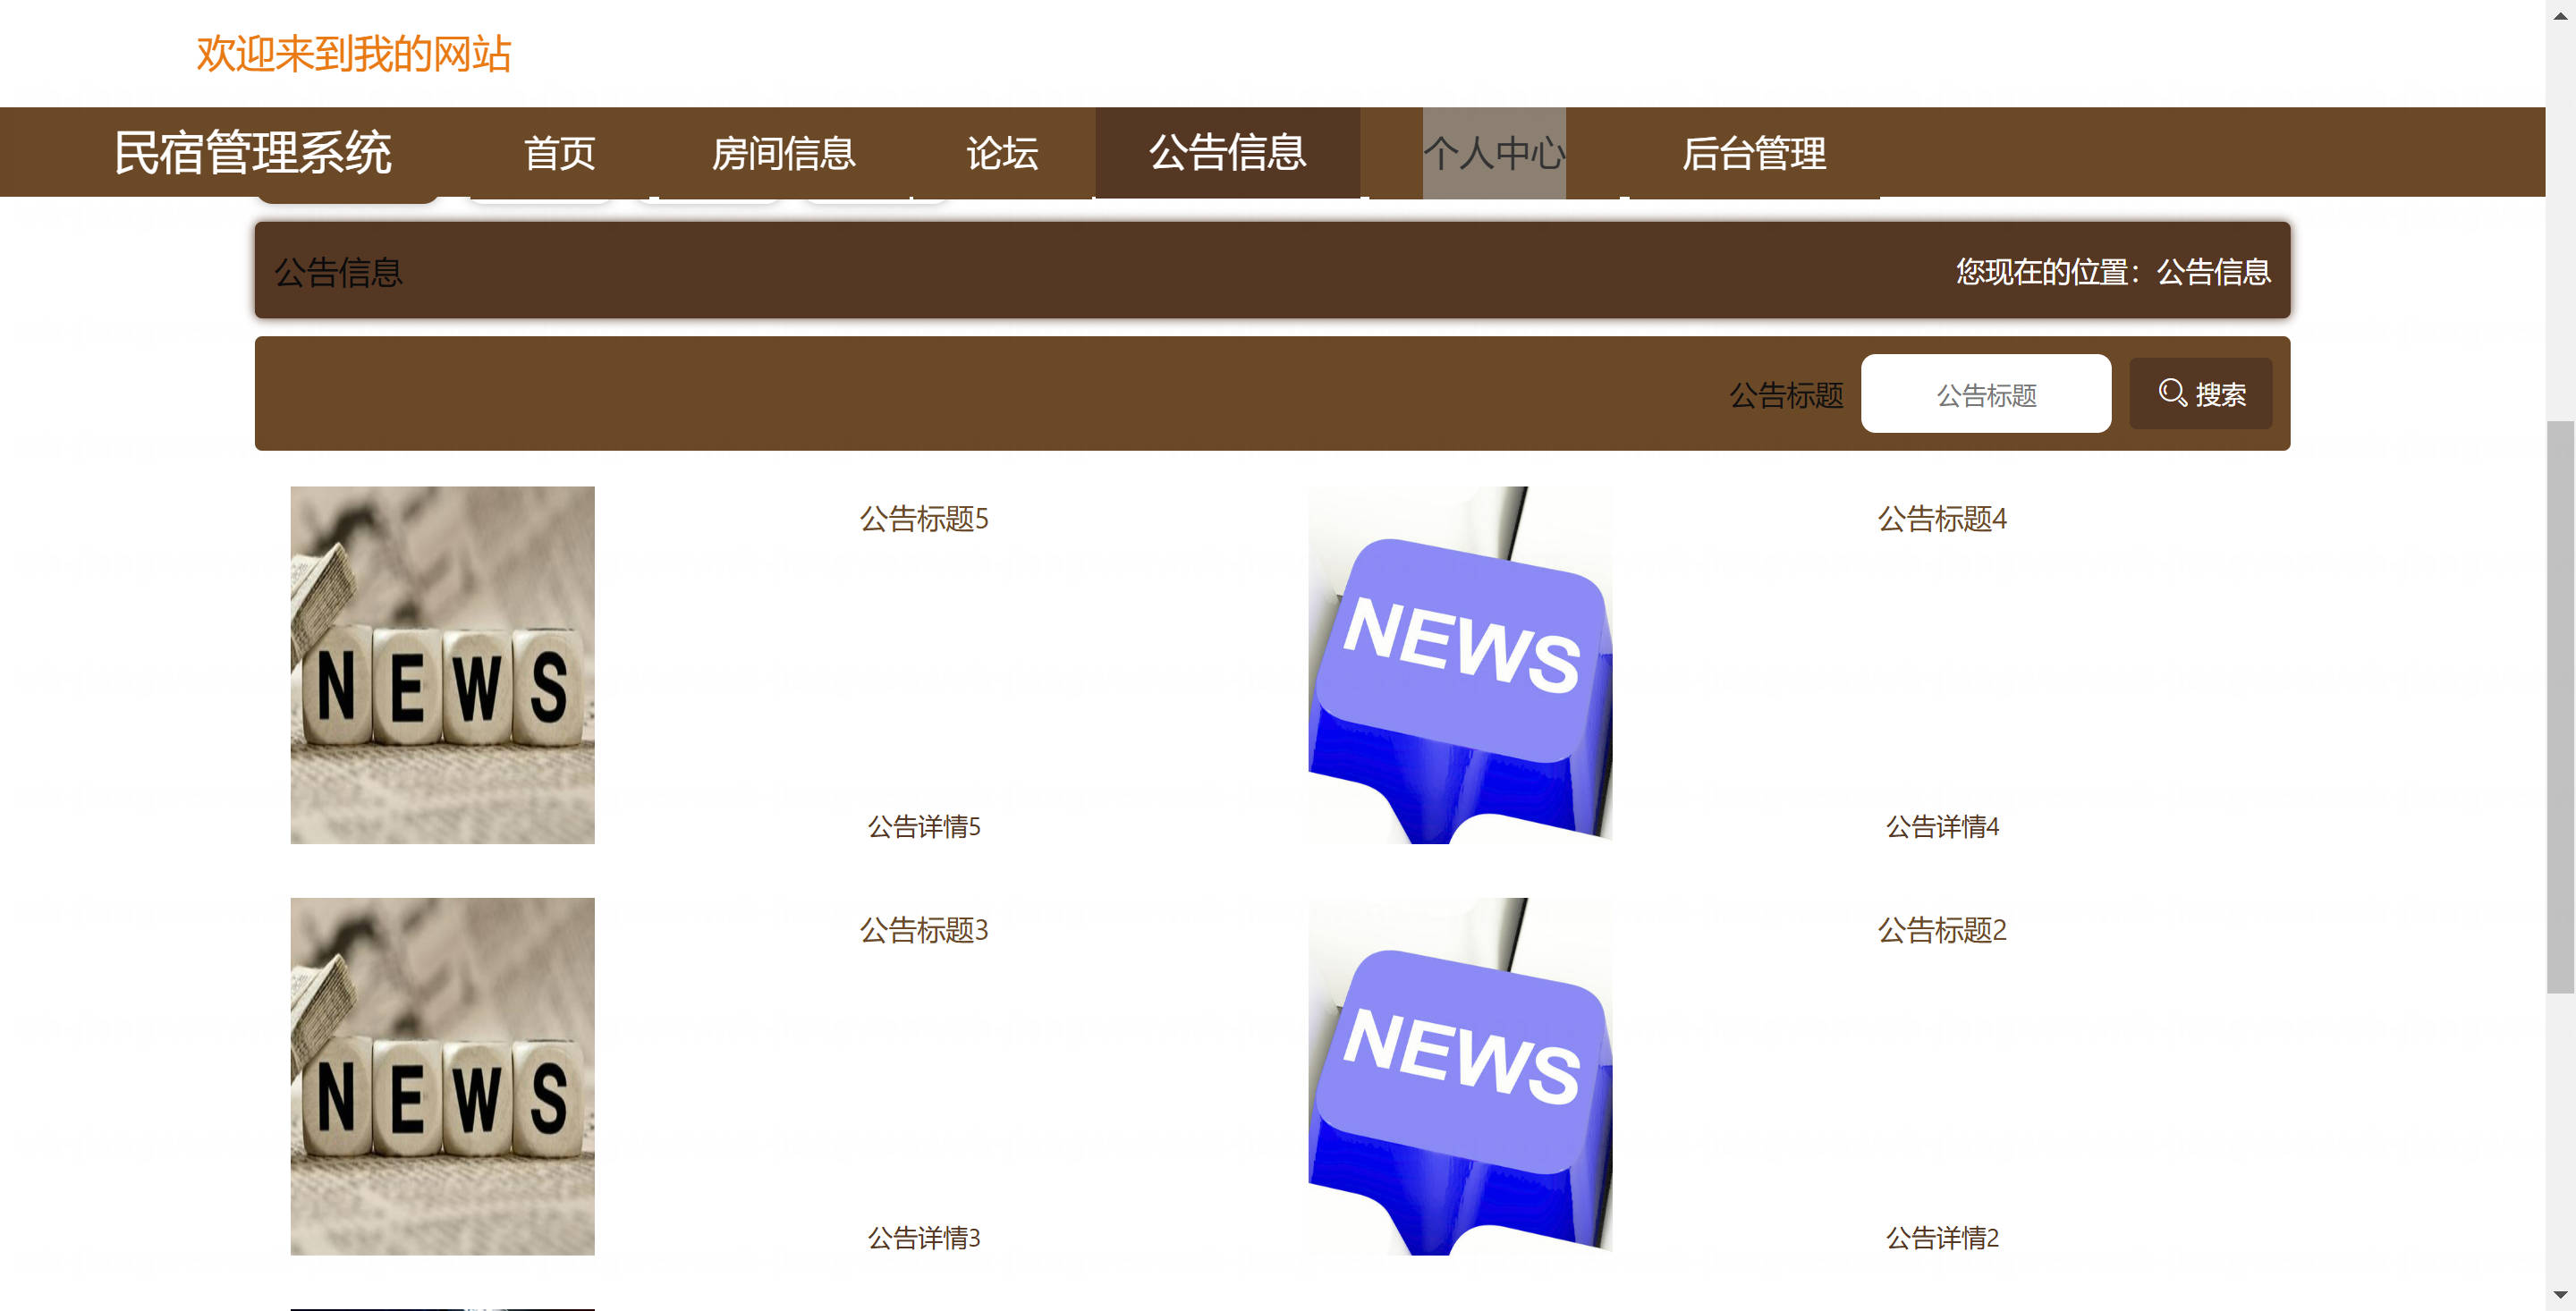 欢迎来到我的网站
民宿管理系统 首页 房间信息 论坛 公告信息 个人中心 后台管理
公告信息 您现在的位置：公告信息
公告标题 公告标题 搜索
NEWS
公告标题5
公告详情5
NEWS
公告标题4
公告详情4
NEWS
公告标题3
公告详情3
NEWS
公告标题2
公告详情2